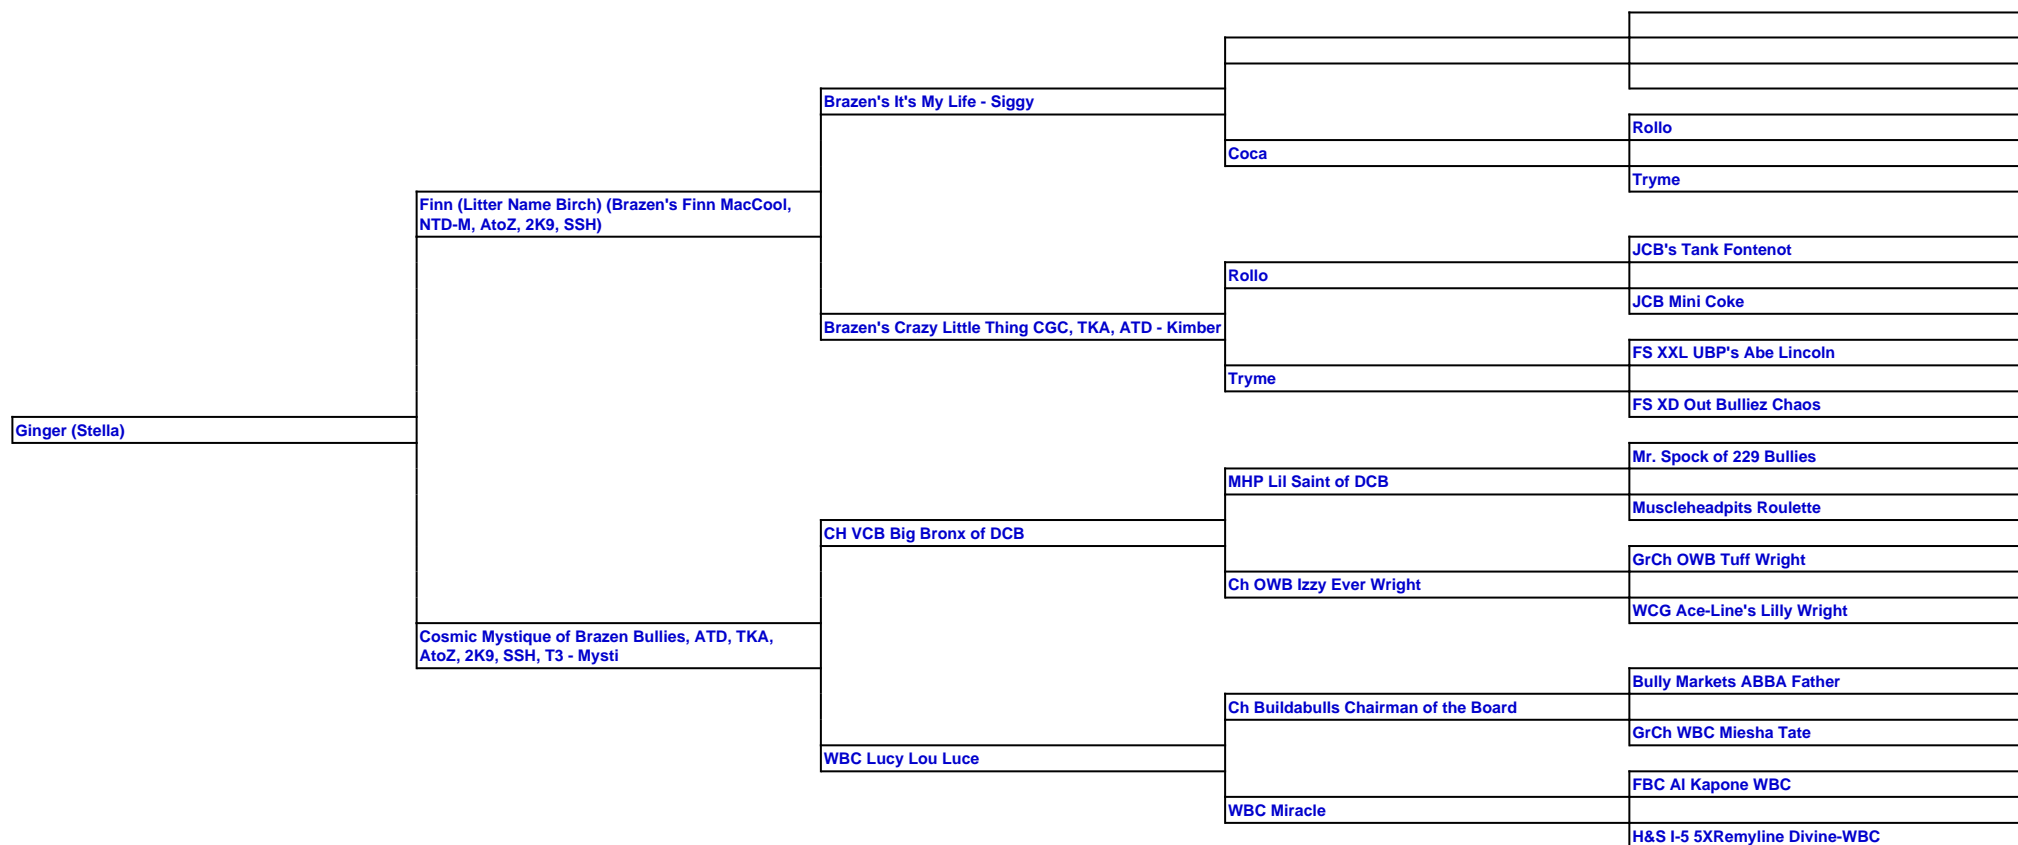 Brazen's It's My Life - Siggy
Rollo
Coca
Tryme
Finn (Litter Name Birch) (Brazen's Finn MacCool,
NTD-M, AtoZ, 2K9, SSH)
JCB's Tank Fontenot
Rollo
JCB Mini Coke
Brazen's Crazy Little Thing CGC, TKA, ATD - Kimber
FS XXL UBP's Abe Lincoln
Tryme
FS XD Out Bulliez Chaos
Ginger (Stella)
Mr. Spock of 229 Bullies
MHP Lil Saint of DCB
Muscleheadpits Roulette
CH VCB Big Bronx of DCB
GrCh OWB Tuff Wright
Ch OWB Izzy Ever Wright
WCG Ace-Line's Lilly Wright
Cosmic Mystique of Brazen Bullies, ATD, TKA,
AtoZ, 2K9, SSH, T3 - Mysti
Bully Markets ABBA Father
Ch Buildabulls Chairman of the Board
GrCh WBC Miesha Tate
WBC Lucy Lou Luce
FBC Al Kapone WBC
WBC Miracle
H&S I-5 5XRemyline Divine-WBC